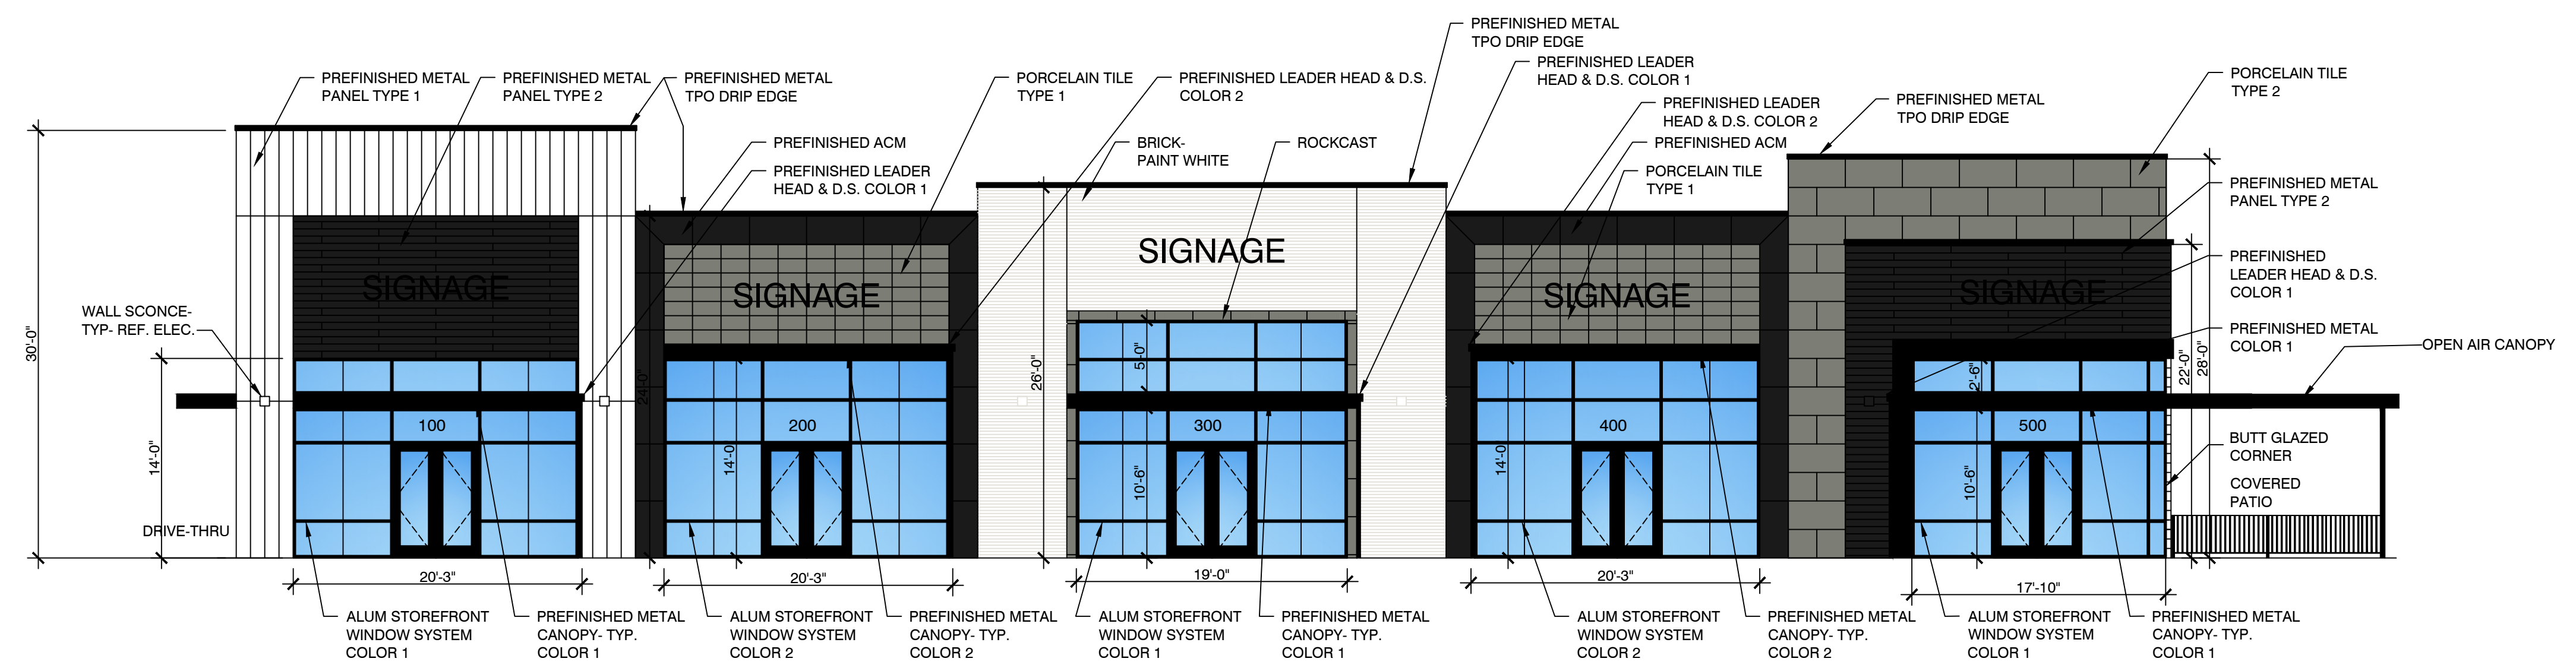 PREFINISHED METAL
TPO DRIP EDGE
PREFINISHED LEADER
HEAD & D.S. COLOR 1
PREFINISHED METAL
PANEL TYPE 1
PREFINISHED METAL
PANEL TYPE 2
PREFINISHED METAL
TPO DRIP EDGE
PORCELAIN TILE
TYPE 1
PREFINISHED LEADER HEAD & D.S.
COLOR 2
PREFINISHED LEADER
HEAD & D.S. COLOR 2
PREFINISHED METAL
TPO DRIP EDGE
PORCELAIN TILE
TYPE 2
PREFINISHED ACM
PREFINISHED LEADER
HEAD & D.S. COLOR 1
BRICK-
PAINT WHITE
ROCKCAST
PREFINISHED ACM
PORCELAIN TILE
TYPE 1
PREFINISHED METAL
PANEL TYPE 2
PREFINISHED
LEADER HEAD & D.S.
COLOR 1
PREFINISHED METAL
COLOR 1
OPEN AIR CANOPY
SIGNAGE
SIGNAGE
SIGNAGE
SIGNAGE
SIGNAGE
WALL SCONCE-
TYP- REF. ELEC.
30'-0"
14'-0"
24'-0"
14'-0
26'-0"
5'-0"
10'-6"
14'-0
2'-6"
10'-6"
22'-0"
28'-0"
100
200
300
400
500
BUTT GLAZED
CORNER
COVERED
PATIO
DRIVE-THRU
20'-3"
20'-3"
19'-0"
20'-3"
17'-10"
ALUM STOREFRONT
WINDOW SYSTEM
COLOR 1
PREFINISHED METAL
CANOPY- TYP.
COLOR 1
ALUM STOREFRONT
WINDOW SYSTEM
COLOR 2
PREFINISHED METAL
CANOPY- TYP.
COLOR 2
ALUM STOREFRONT
WINDOW SYSTEM
COLOR 1
PREFINISHED METAL
CANOPY- TYP.
COLOR 1
ALUM STOREFRONT
WINDOW SYSTEM
COLOR 2
PREFINISHED METAL
CANOPY- TYP.
COLOR 2
ALUM STOREFRONT
WINDOW SYSTEM
COLOR 1
PREFINISHED METAL
CANOPY- TYP.
COLOR 1